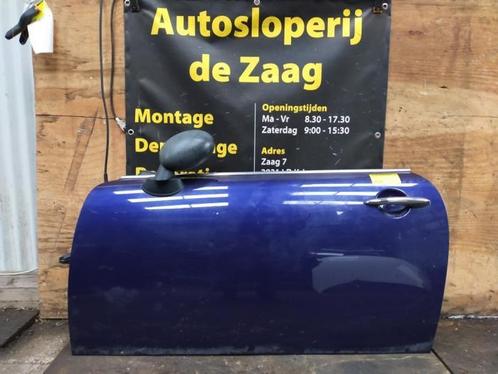 Autosloperij
de Zaag
Montage
Openingstijden
Ma - Vr 8.30 - 17.30
Zaterdag 9:00 - 15:30
Adres
Zaag 7